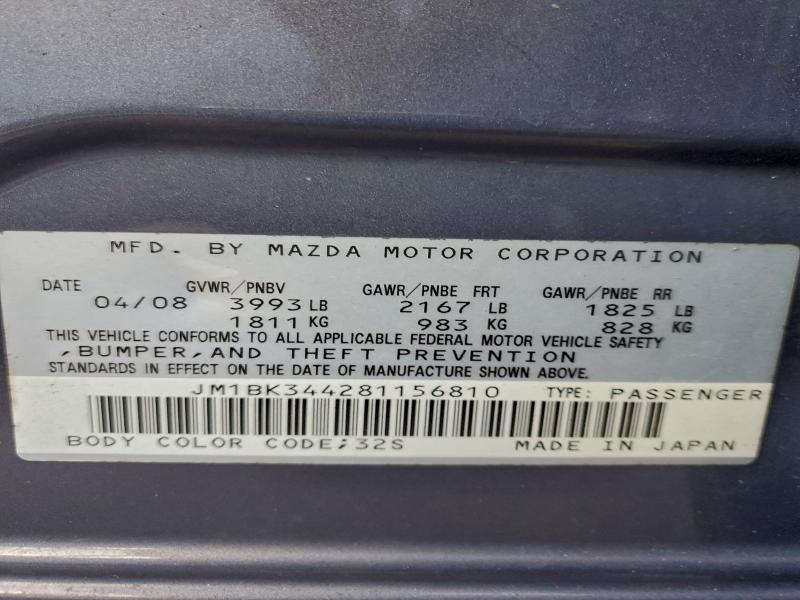 MFD. BY MAZDA MOTOR CORPORATION
DATE GVWR/PNBV GAWR/PNBE FRT GAWR/PNBE RR
04/08 3993 LB 2167 LB 1825 LB
1811 KG 983 KG 828 KG
THIS VEHICLE CONFORMS TO ALL APPLICABLE FEDERAL MOTOR VEHICLE SAFETY
,BUMPER,AND THEFT PREVENTION
STANDARDS IN EFFECT ON THE DATE OF MANUFACTURE SHOWN ABOVE.
JM1BK344281156810 TYPE: PASSENGER
BODY COLOR CODE;32S MADE IN JAPAN